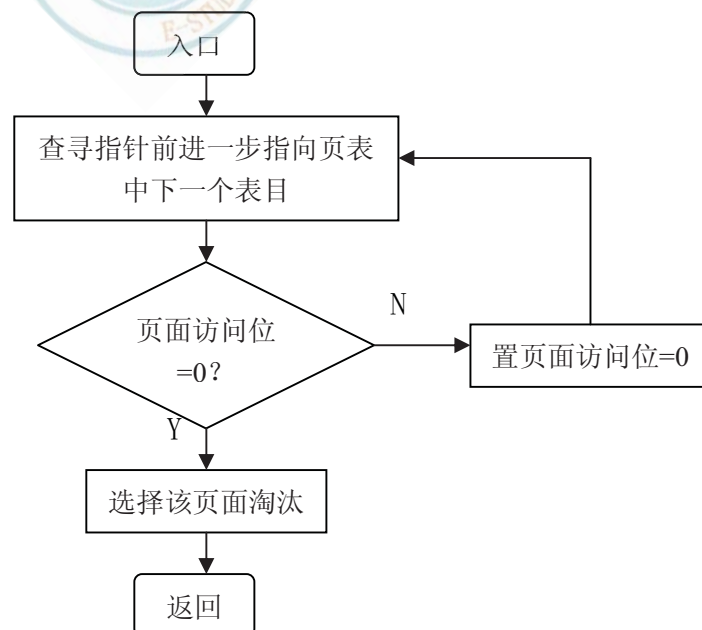 入口
查寻指针前进一步指向页表
中下一个表目
页面访问位
=0?
N
置页面访问位=0
Y
选择该页面淘汰
返回